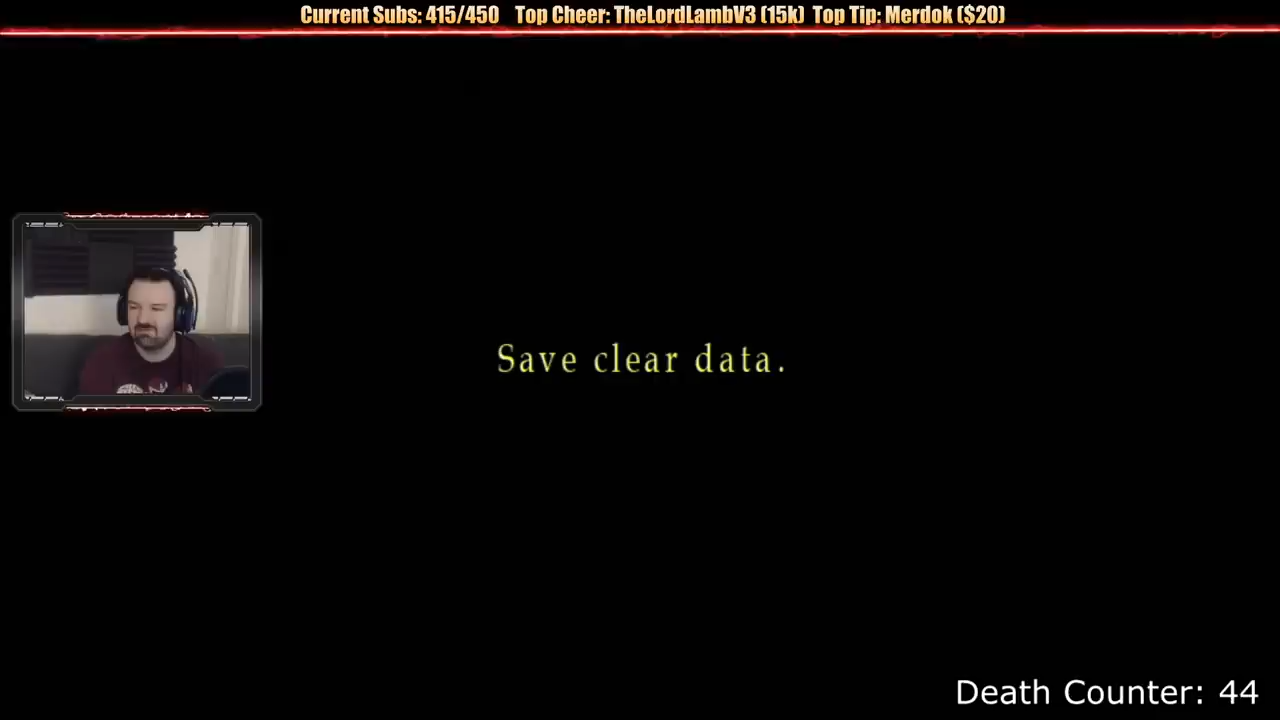 Current Subs: 415/450 Top Cheer: TheLordLambV3 (15k) Top Tip: Merdok ($20)
Save clear data.
Death Counter: 44